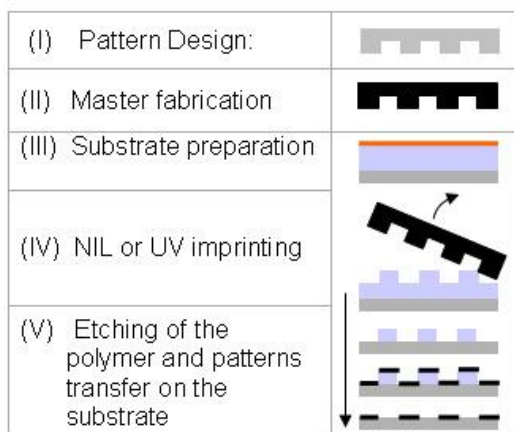 (I) Pattern Design:
(II) Master fabrication
(III) Substrate preparation
(IV) NIL or UV imprinting
(V) Etching of the
polymer and patterns
transfer on the
substrate